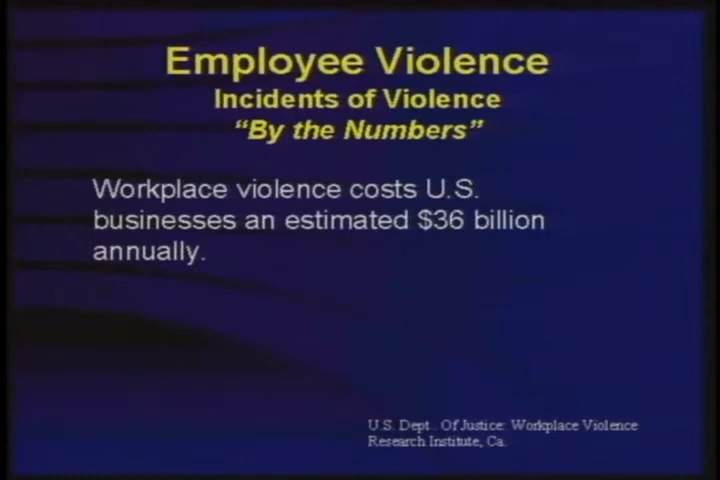 Employee Violence
Incidents of Violence
“By the Numbers”
Workplace violence costs U.S.
businesses an estimated $36 billion
annually.
U.S. Dept . Of Justice: Workplace Violence
Research Institute, Ca.